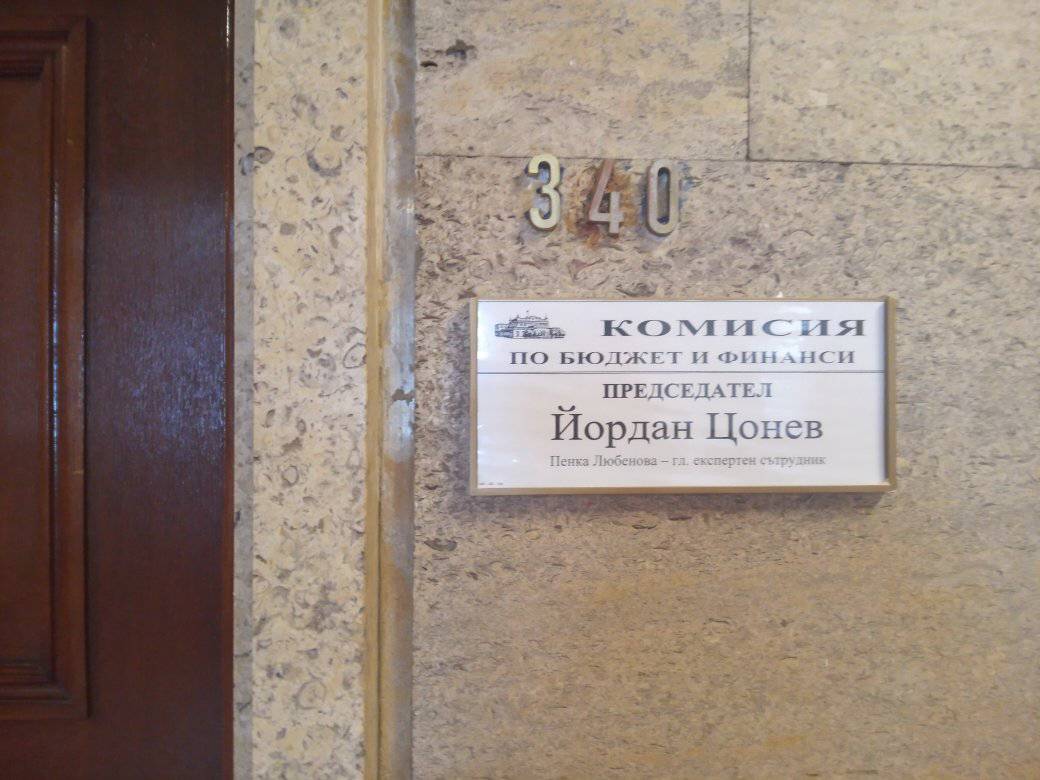 340
КОМИСИЯ
ПО БЮДЖЕТ И ФИНАНСИ
ПРЕДСЕДАТЕЛ
Йордан Цонев
Пенка Любенова – гл. експертен сътрудник